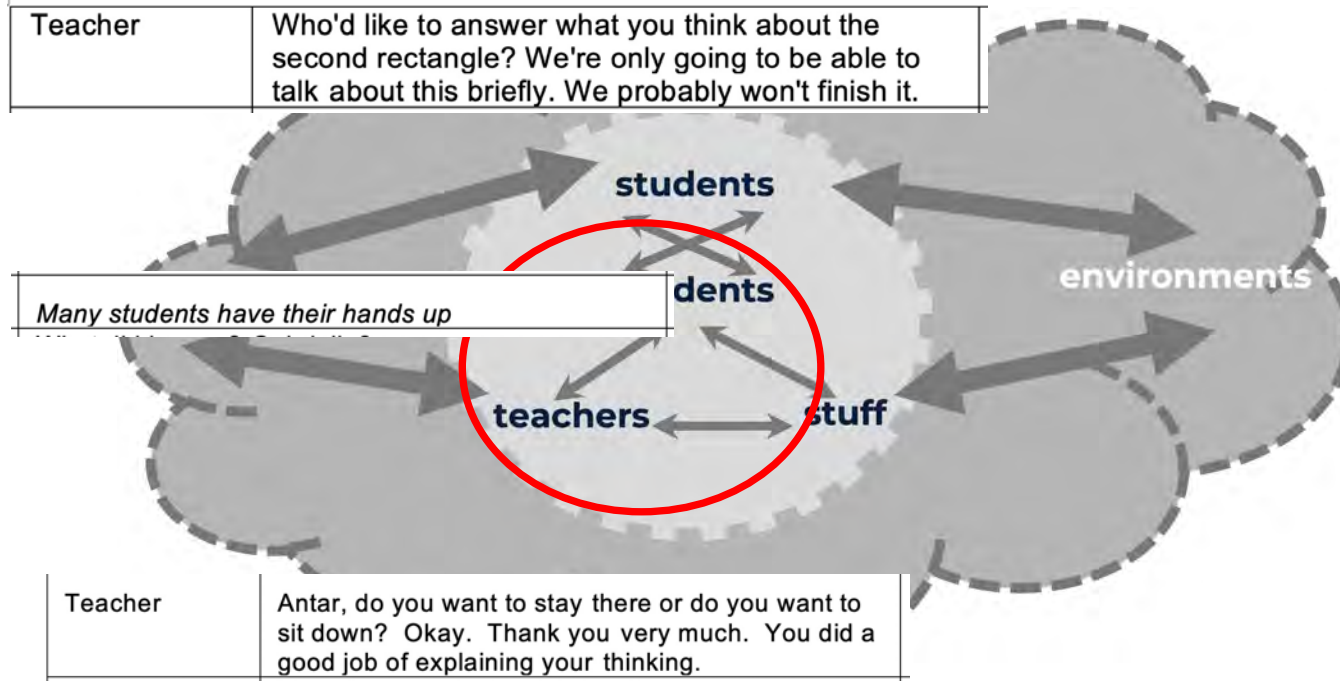 Teacher
Who'd like to answer what you think about the
second rectangle? We're only going to be able to
talk about this briefly. We probably won't finish it.
students
dents
environments
Many students have their hands up
teachers
stuff
Teacher
Antar, do you want to stay there or do you want to
sit down? Okay. Thank you very much. You did a
good job of explaining your thinking.